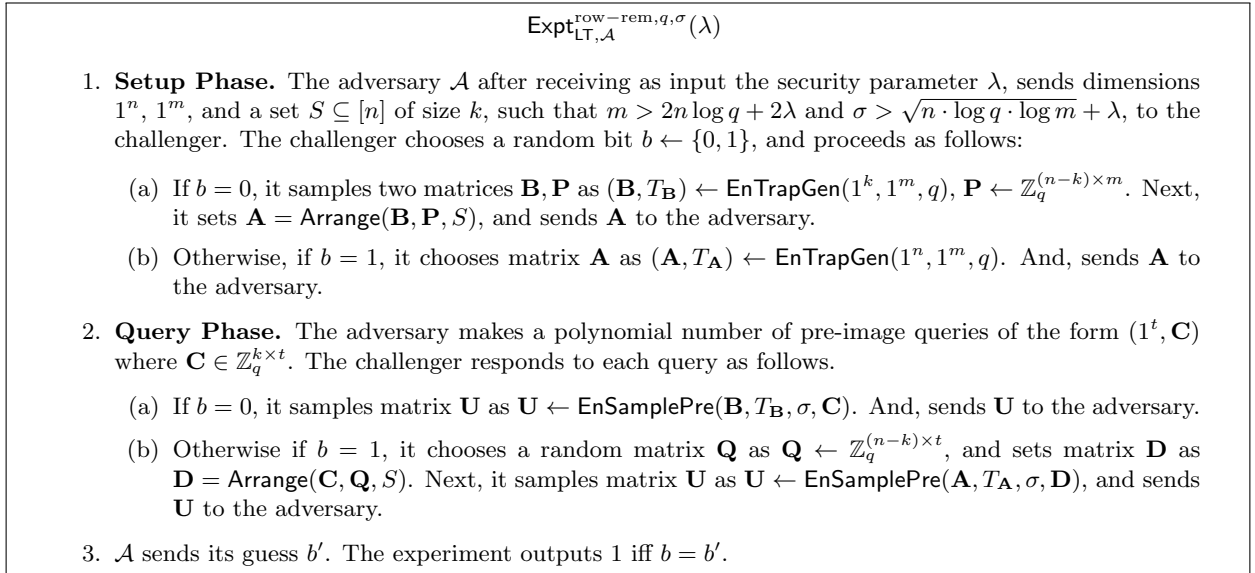 Expt^{row−rem,q,σ}_{LT,𝒜}(λ)
1. Setup Phase. The adversary 𝒜 after receiving as input the security parameter λ, sends dimensions
1^n, 1^m, and a set S ⊆ [n] of size k, such that m > 2n log q + 2λ and σ > √(n · log q · log m) + λ, to the
challenger. The challenger chooses a random bit b ← {0, 1}, and proceeds as follows:
(a) If b = 0, it samples two matrices B, P as (B, T_B) ← EnTrapGen(1^k, 1^m, q), P ← ℤ_q^{(n−k)×m}. Next,
it sets A = Arrange(B, P, S), and sends A to the adversary.
(b) Otherwise, if b = 1, it chooses matrix A as (A, T_A) ← EnTrapGen(1^n, 1^m, q). And, sends A to
the adversary.
2. Query Phase. The adversary makes a polynomial number of pre-image queries of the form (1^t, C)
where C ∈ ℤ_q^{k×t}. The challenger responds to each query as follows.
(a) If b = 0, it samples matrix U as U ← EnSamplePre(B, T_B, σ, C). And, sends U to the adversary.
(b) Otherwise if b = 1, it chooses a random matrix Q as Q ← ℤ_q^{(n−k)×t}, and sets matrix D as
D = Arrange(C, Q, S). Next, it samples matrix U as U ← EnSamplePre(A, T_A, σ, D), and sends
U to the adversary.
3. 𝒜 sends its guess b′. The experiment outputs 1 iff b = b′.